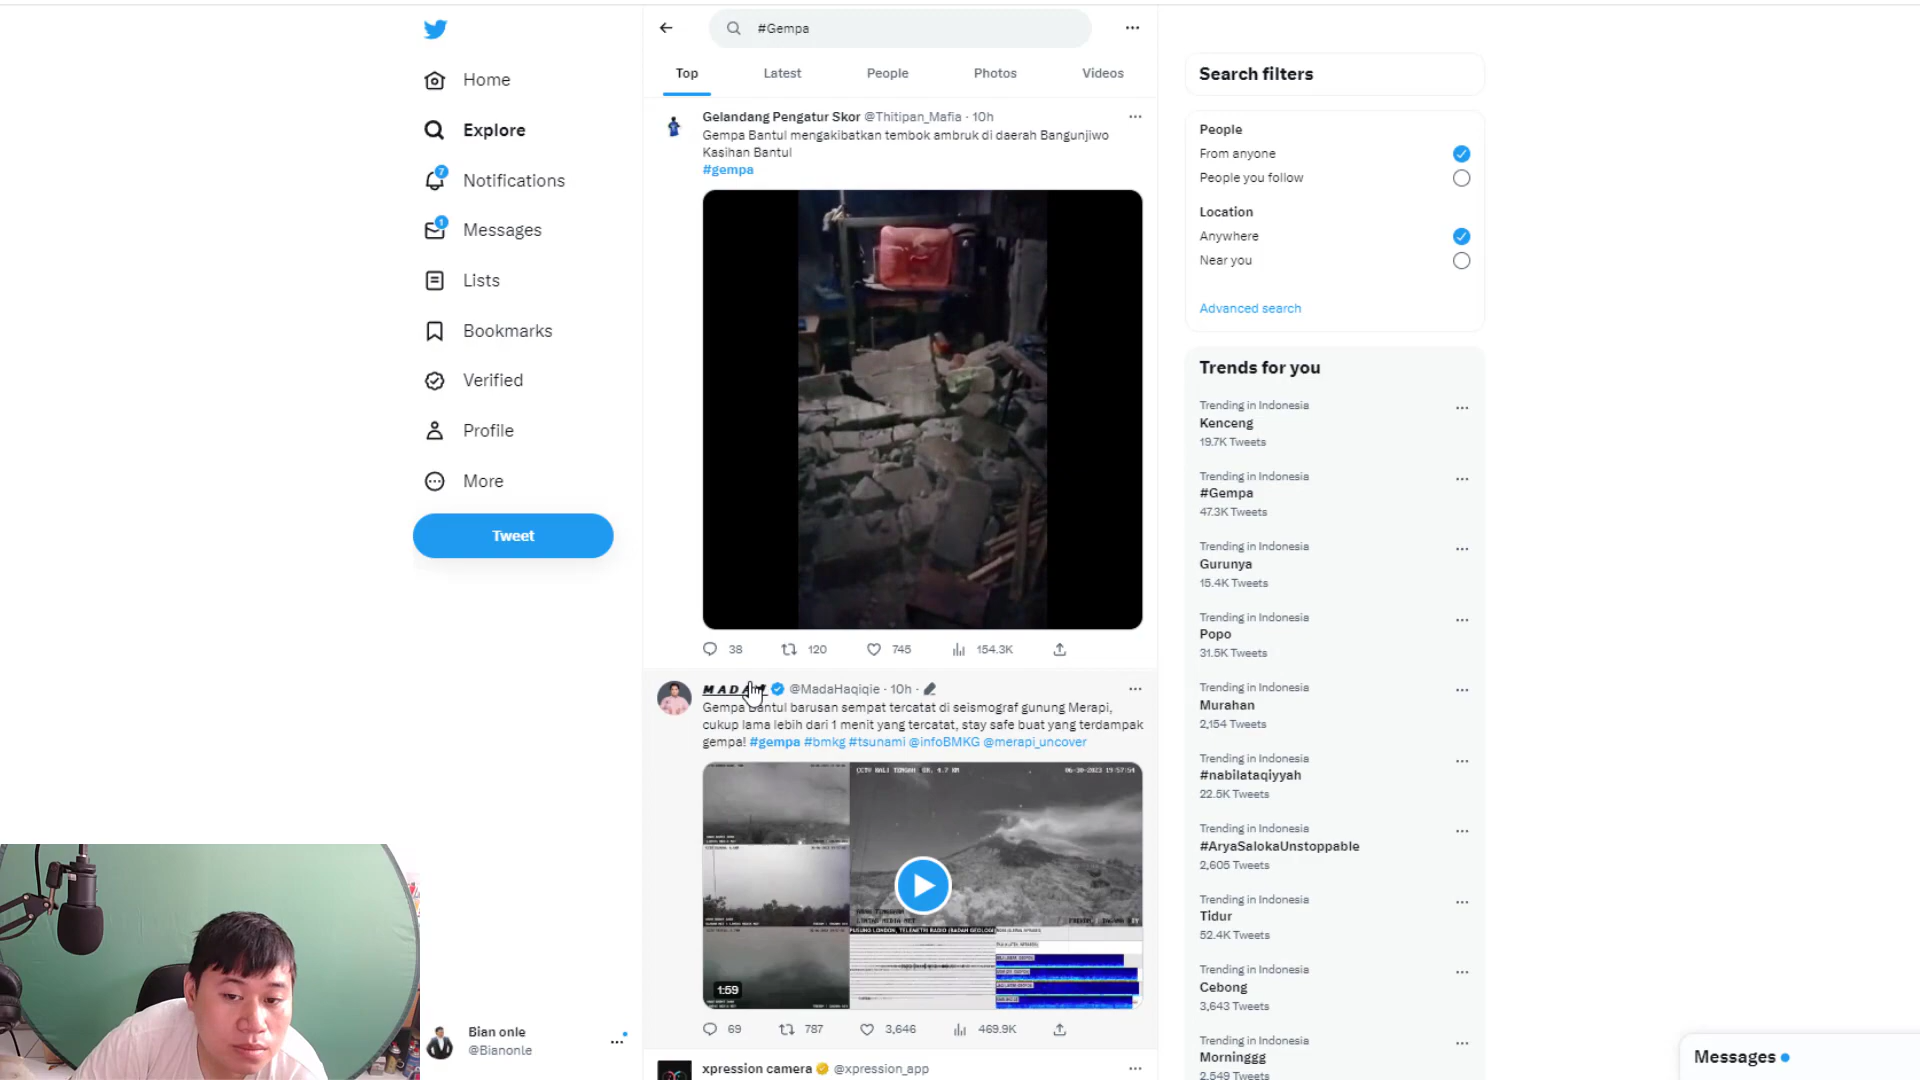 #Gempa
Top
Latest
People
Photos
Videos
Home
Explore
7
Notifications
1
Messages
Lists
Bookmarks
Verified
Profile
More
Tweet
Bian onle
@Bianonle
Gelandang Pengatur Skor @Thitipan_Mafia · 10h
Gempa Bantul mengakibatkan tembok ambruk di daerah Bangunjiwo
Kasihan Bantul
#gempa
38 120 745 154.3K
@MadaHaqiqie · 10h ·
Gempa Bantul barusan sempat tercatat di seismograf gunung Merapi,
cukup lama lebih dari 1 menit yang tercatat, stay safe buat yang terdampak
gempa! #gempa #bmkg #tsunami @infoBMKG @merapi_uncover
1:59
69 787 3,646 469.9K
xpression camera @xpression_app
Search filters
People
From anyone
People you follow
Location
Anywhere
Near you
Advanced search
Trends for you
Trending in Indonesia
Kenceng
19.7K Tweets
Trending in Indonesia
#Gempa
47.3K Tweets
Trending in Indonesia
Gurunya
15.4K Tweets
Trending in Indonesia
Popo
31.5K Tweets
Trending in Indonesia
Murahan
2,154 Tweets
Trending in Indonesia
#nabilataqiyyah
22.5K Tweets
Trending in Indonesia
#AryaSalokaUnstoppable
2,605 Tweets
Trending in Indonesia
Tidur
52.4K Tweets
Trending in Indonesia
Cebong
3,643 Tweets
Trending in Indonesia
Morninggg
2,549 Tweets
Messages